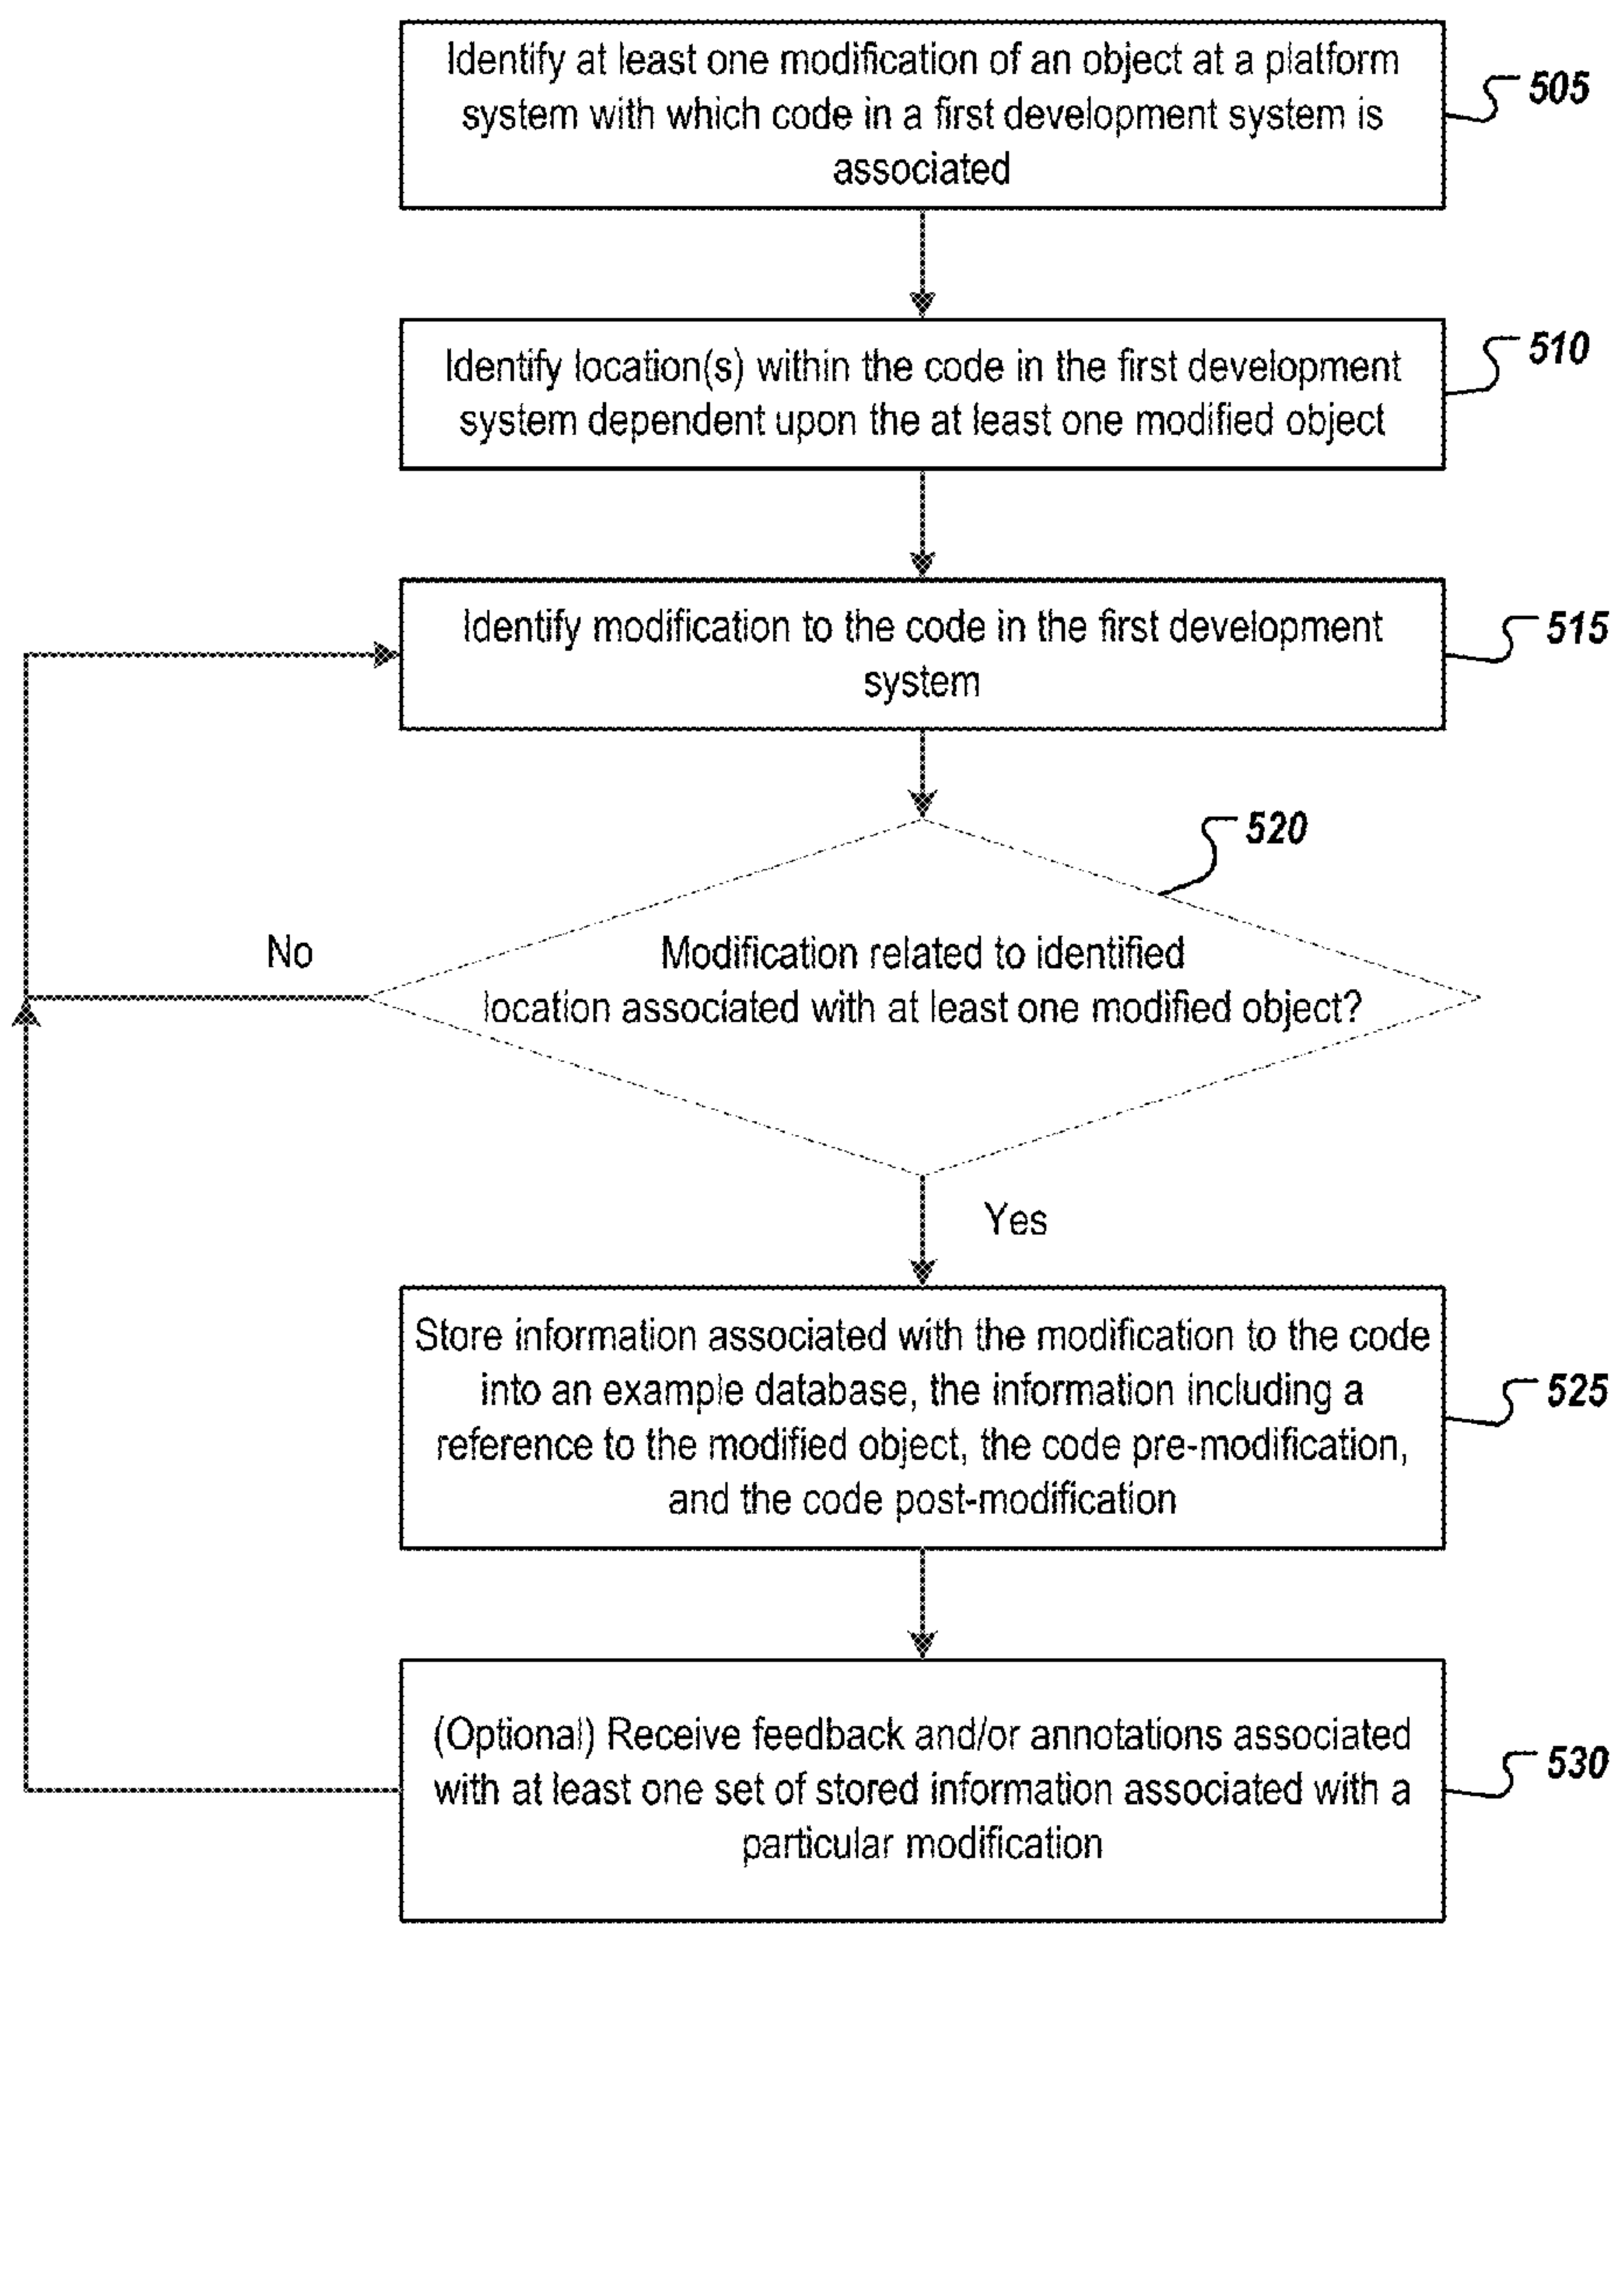 Identify at least one modification of an object at a platform
system with which code in a first development system is
associated
505
Identify location(s) within the code in the first development
system dependent upon the at least one modified object
510
Identify modification to the code in the first development
system
515
520
Modification related to identified
location associated with at least one modified object?
No
Yes
Store information associated with the modification to the code
into an example database, the information including a
reference to the modified object, the code pre-modification,
and the code post-modification
525
(Optional) Receive feedback and/or annotations associated
with at least one set of stored information associated with a
particular modification
530